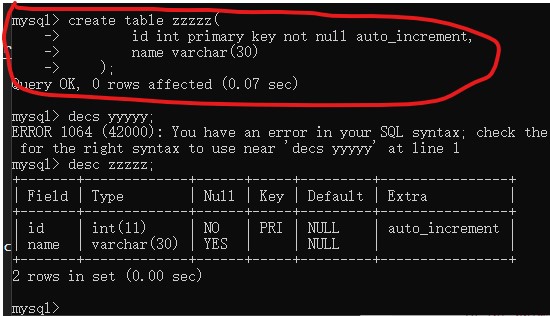 mysql> create table zzzzz(
    ->         id int primary key not null auto_increment,
    ->         name varchar(30)
    ->     );
Query OK, 0 rows affected (0.07 sec)
mysql> decs yyyyy;
ERROR 1064 (42000): You have an error in your SQL syntax; check the
for the right syntax to use near 'decs yyyyy' at line 1
mysql> desc zzzzz;
+-------+-------------+------+-----+---------+----------------+
| Field | Type        | Null | Key | Default | Extra          |
+-------+-------------+------+-----+---------+----------------+
| id    | int(11)     | NO   | PRI | NULL    | auto_increment |
| name  | varchar(30) | YES  |     | NULL    |                |
+-------+-------------+------+-----+---------+----------------+
2 rows in set (0.00 sec)
mysql>